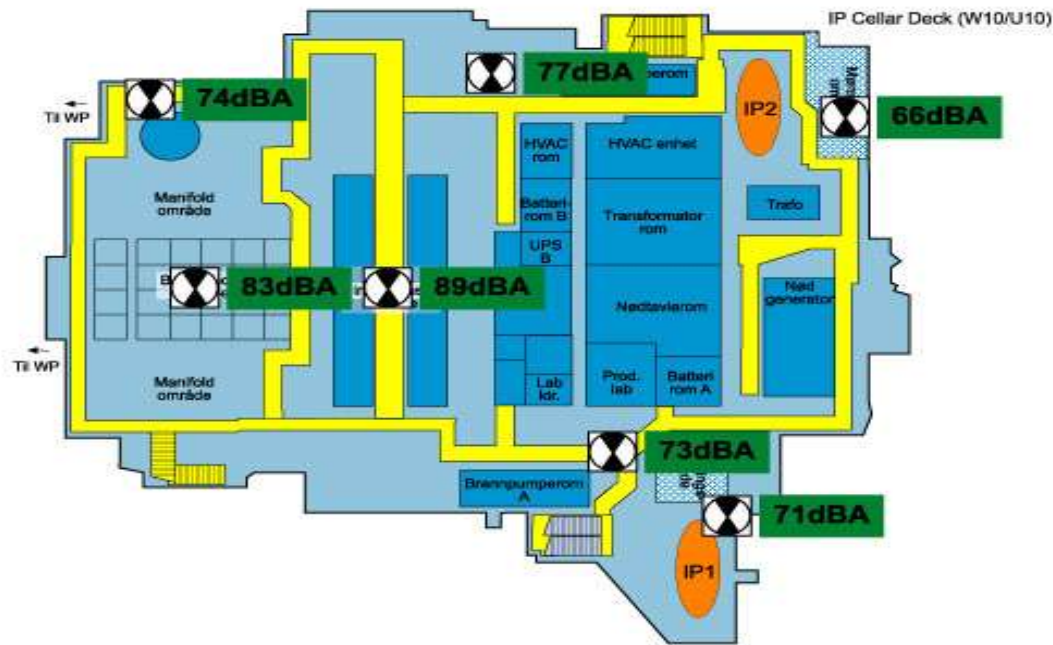 IP Cellar Deck (W10/U10)
77dBA
74dBA
66dBA
Til WP
IP2
HVAC
rom
HVAC enhet
Manifold
område
Batteri-
rom B
Transformator
rom
Trafo
UPS
B
83dBA
89dBA
Nødtavlerom
Nød
generator
Til WP
Manifold
område
Lab
ldr.
Prod.
lab
Batteri
rom A
73dBA
Brannpumperom
A
71dBA
IP1